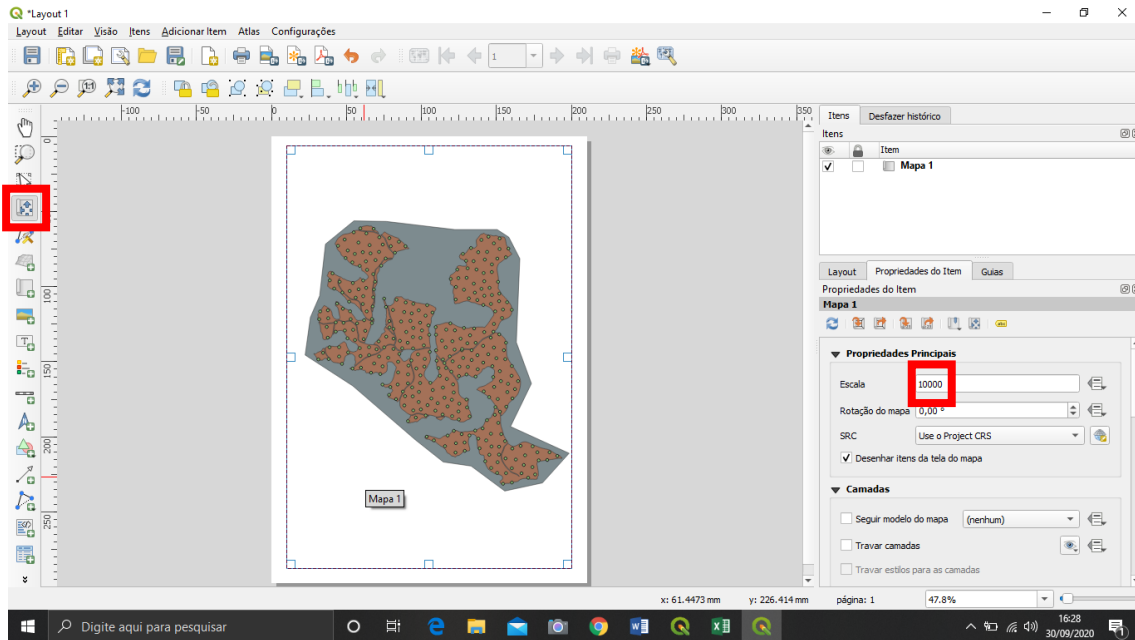 *Layout 1
Layout Editar Visão Itens Adicionar Item Atlas Configurações
1
-100 -50 0 50 100 150 200 250 300 350
0
100
150
200
250
Mapa 1
Itens Desfazer histórico
Itens
Item
Mapa 1
Layout Propriedades do Item Guias
Propriedades do Item
Mapa 1
abc
Propriedades Principais
Escala 10000
Rotação do mapa 0,00 °
SRC Use o Project CRS
Desenhar itens da tela do mapa
Camadas
Seguir modelo do mapa (nenhum)
Travar camadas
Travar estilos para as camadas
x: 61.4473 mm y: 226.414 mm página: 1 47.8%
Digite aqui para pesquisar
16:28
30/09/2020